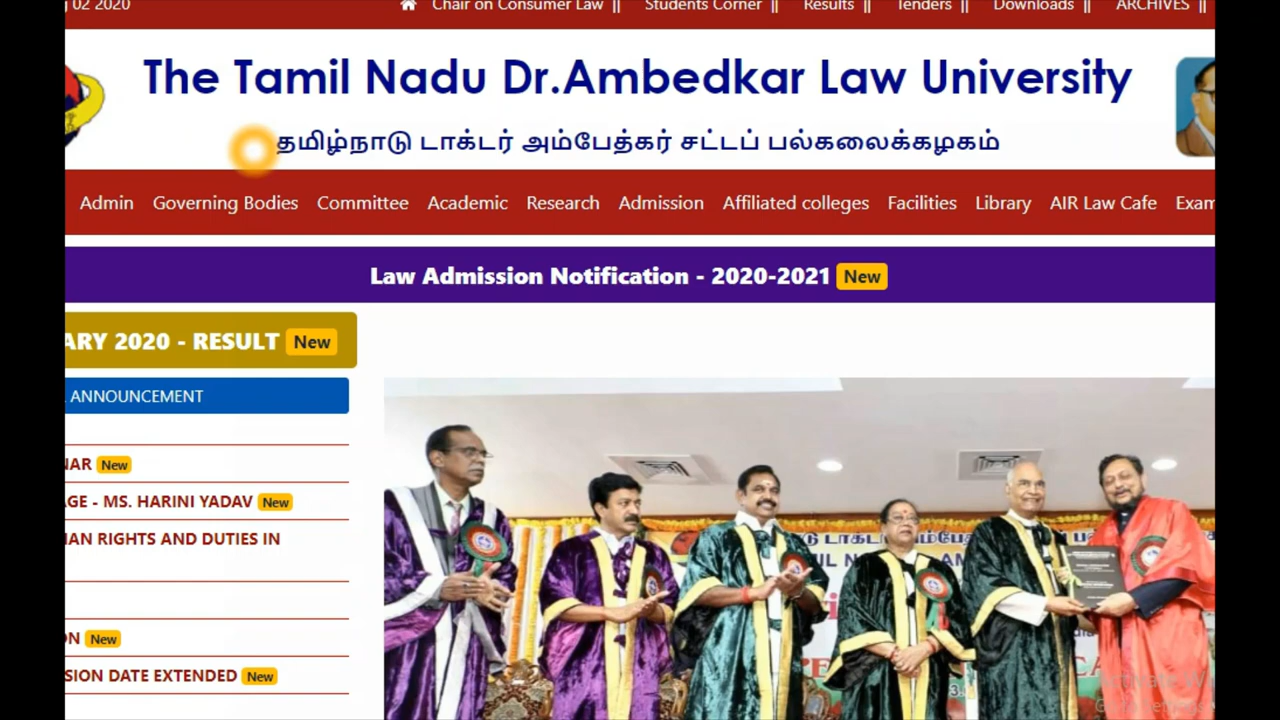 02 2020
Chair on Consumer Law || Students Corner || Results || Tenders || Downloads || ARCHIVES ||
The Tamil Nadu Dr.Ambedkar Law University
தமிழ்நாடு டாக்டர் அம்பேத்கர் சட்டப் பல்கலைக்கழகம்
Admin Governing Bodies Committee Academic Research Admission Affiliated colleges Facilities Library AIR Law Cafe Exam
Law Admission Notification - 2020-2021 New
ARY 2020 - RESULT New
ANNOUNCEMENT
NAR New
GE - MS. HARINI YADAV New
IAN RIGHTS AND DUTIES IN
ON New
SION DATE EXTENDED New